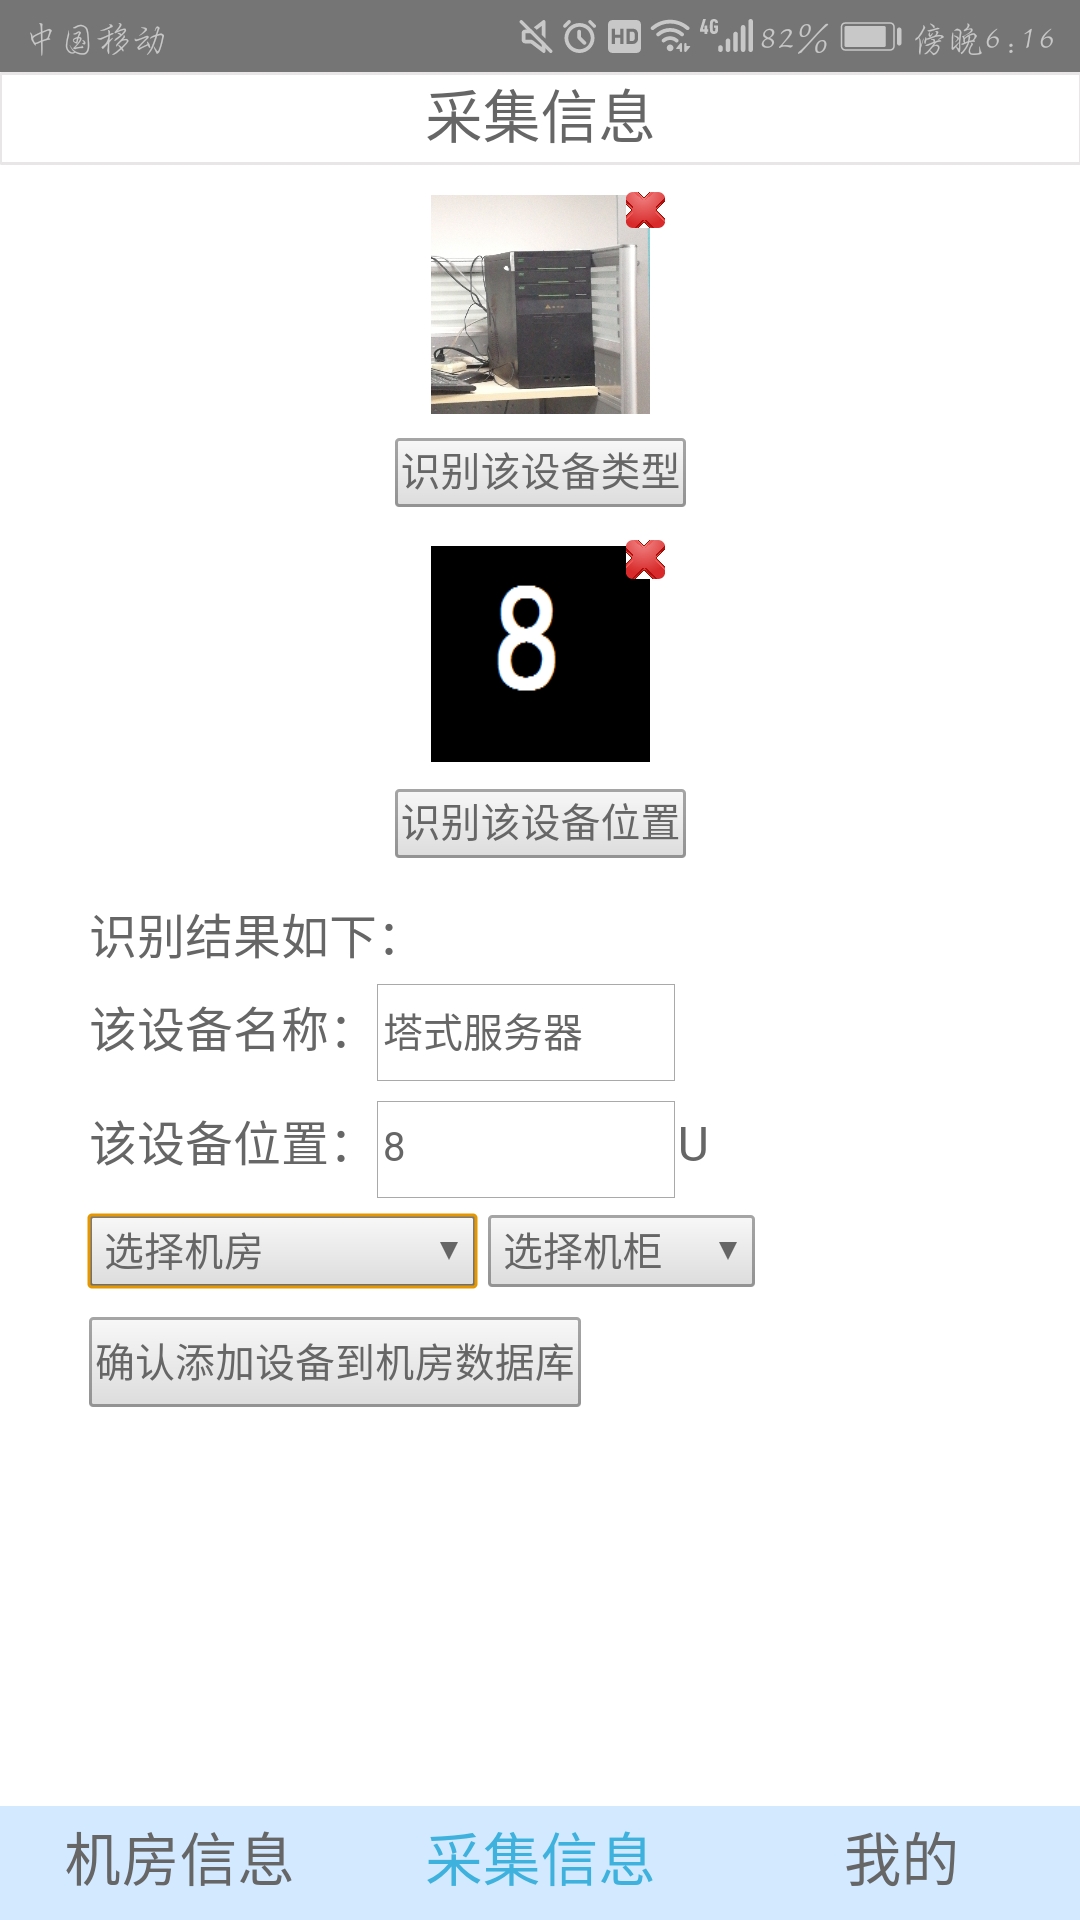 中国移动 HD 4G 82% 傍晚6:16
采集信息
识别该设备类型
8
识别该设备位置
识别结果如下：
该设备名称：塔式服务器
该设备位置：8 U
选择机房 ▼ 选择机柜 ▼
确认添加设备到机房数据库
机房信息 采集信息 我的